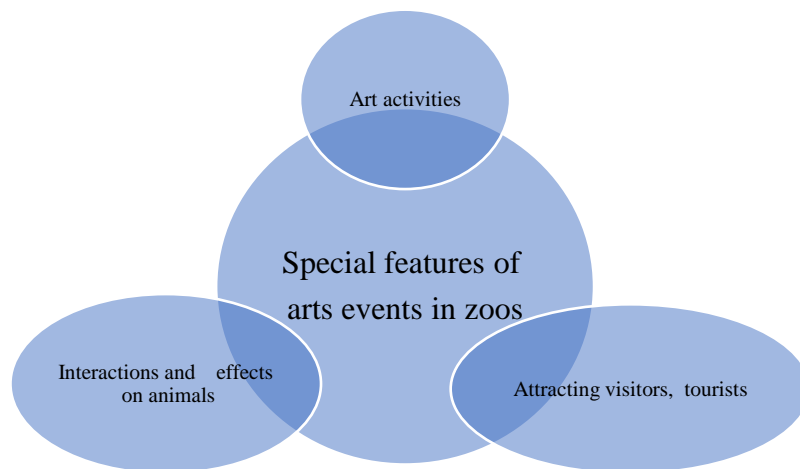 Art activities
Special features of
arts events in zoos
Interactions and effects
on animals
Attracting visitors, tourists